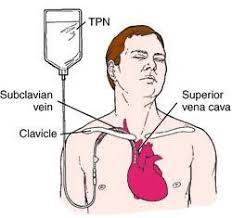 TPN
Subclavian
vein
Superior
vena cava
Clavicle